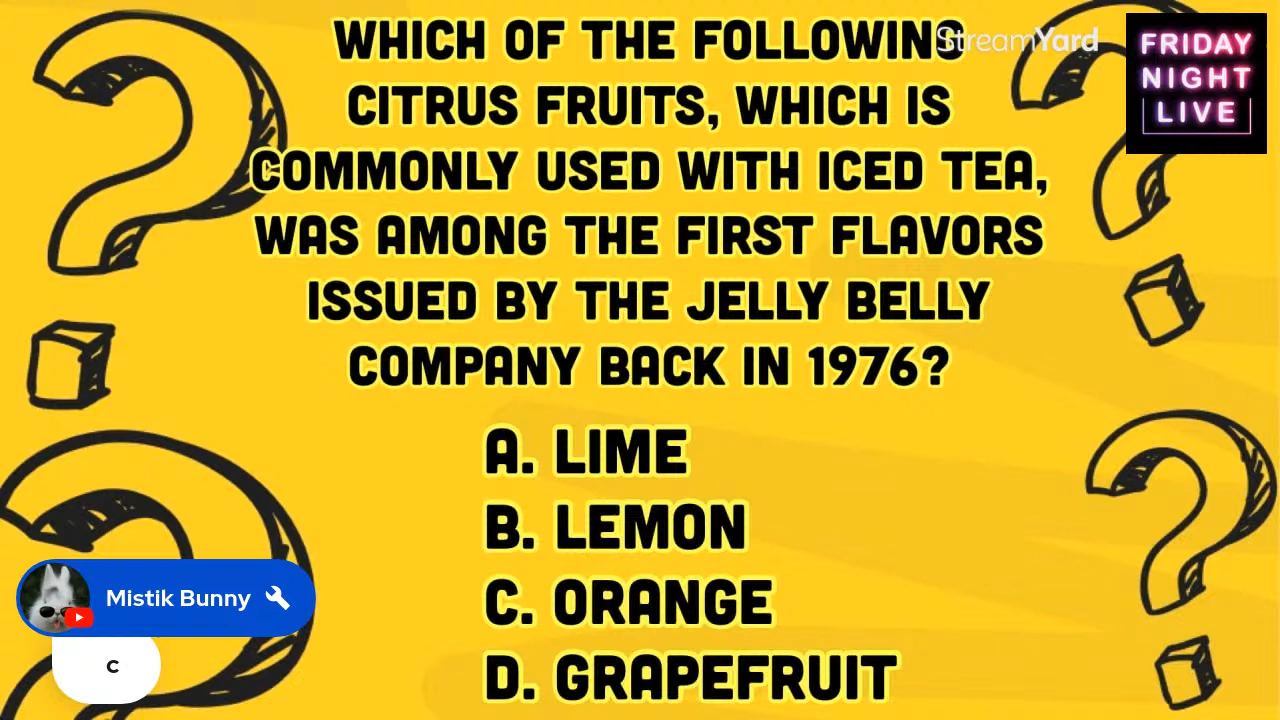 WHICH OF THE FOLLOWING
StreamYard
FRIDAY
NIGHT
LIVE
CITRUS FRUITS, WHICH IS
COMMONLY USED WITH ICED TEA,
WAS AMONG THE FIRST FLAVORS
ISSUED BY THE JELLY BELLY
COMPANY BACK IN 1976?
A. LIME
B. LEMON
C. ORANGE
D. GRAPEFRUIT
Mistik Bunny
c